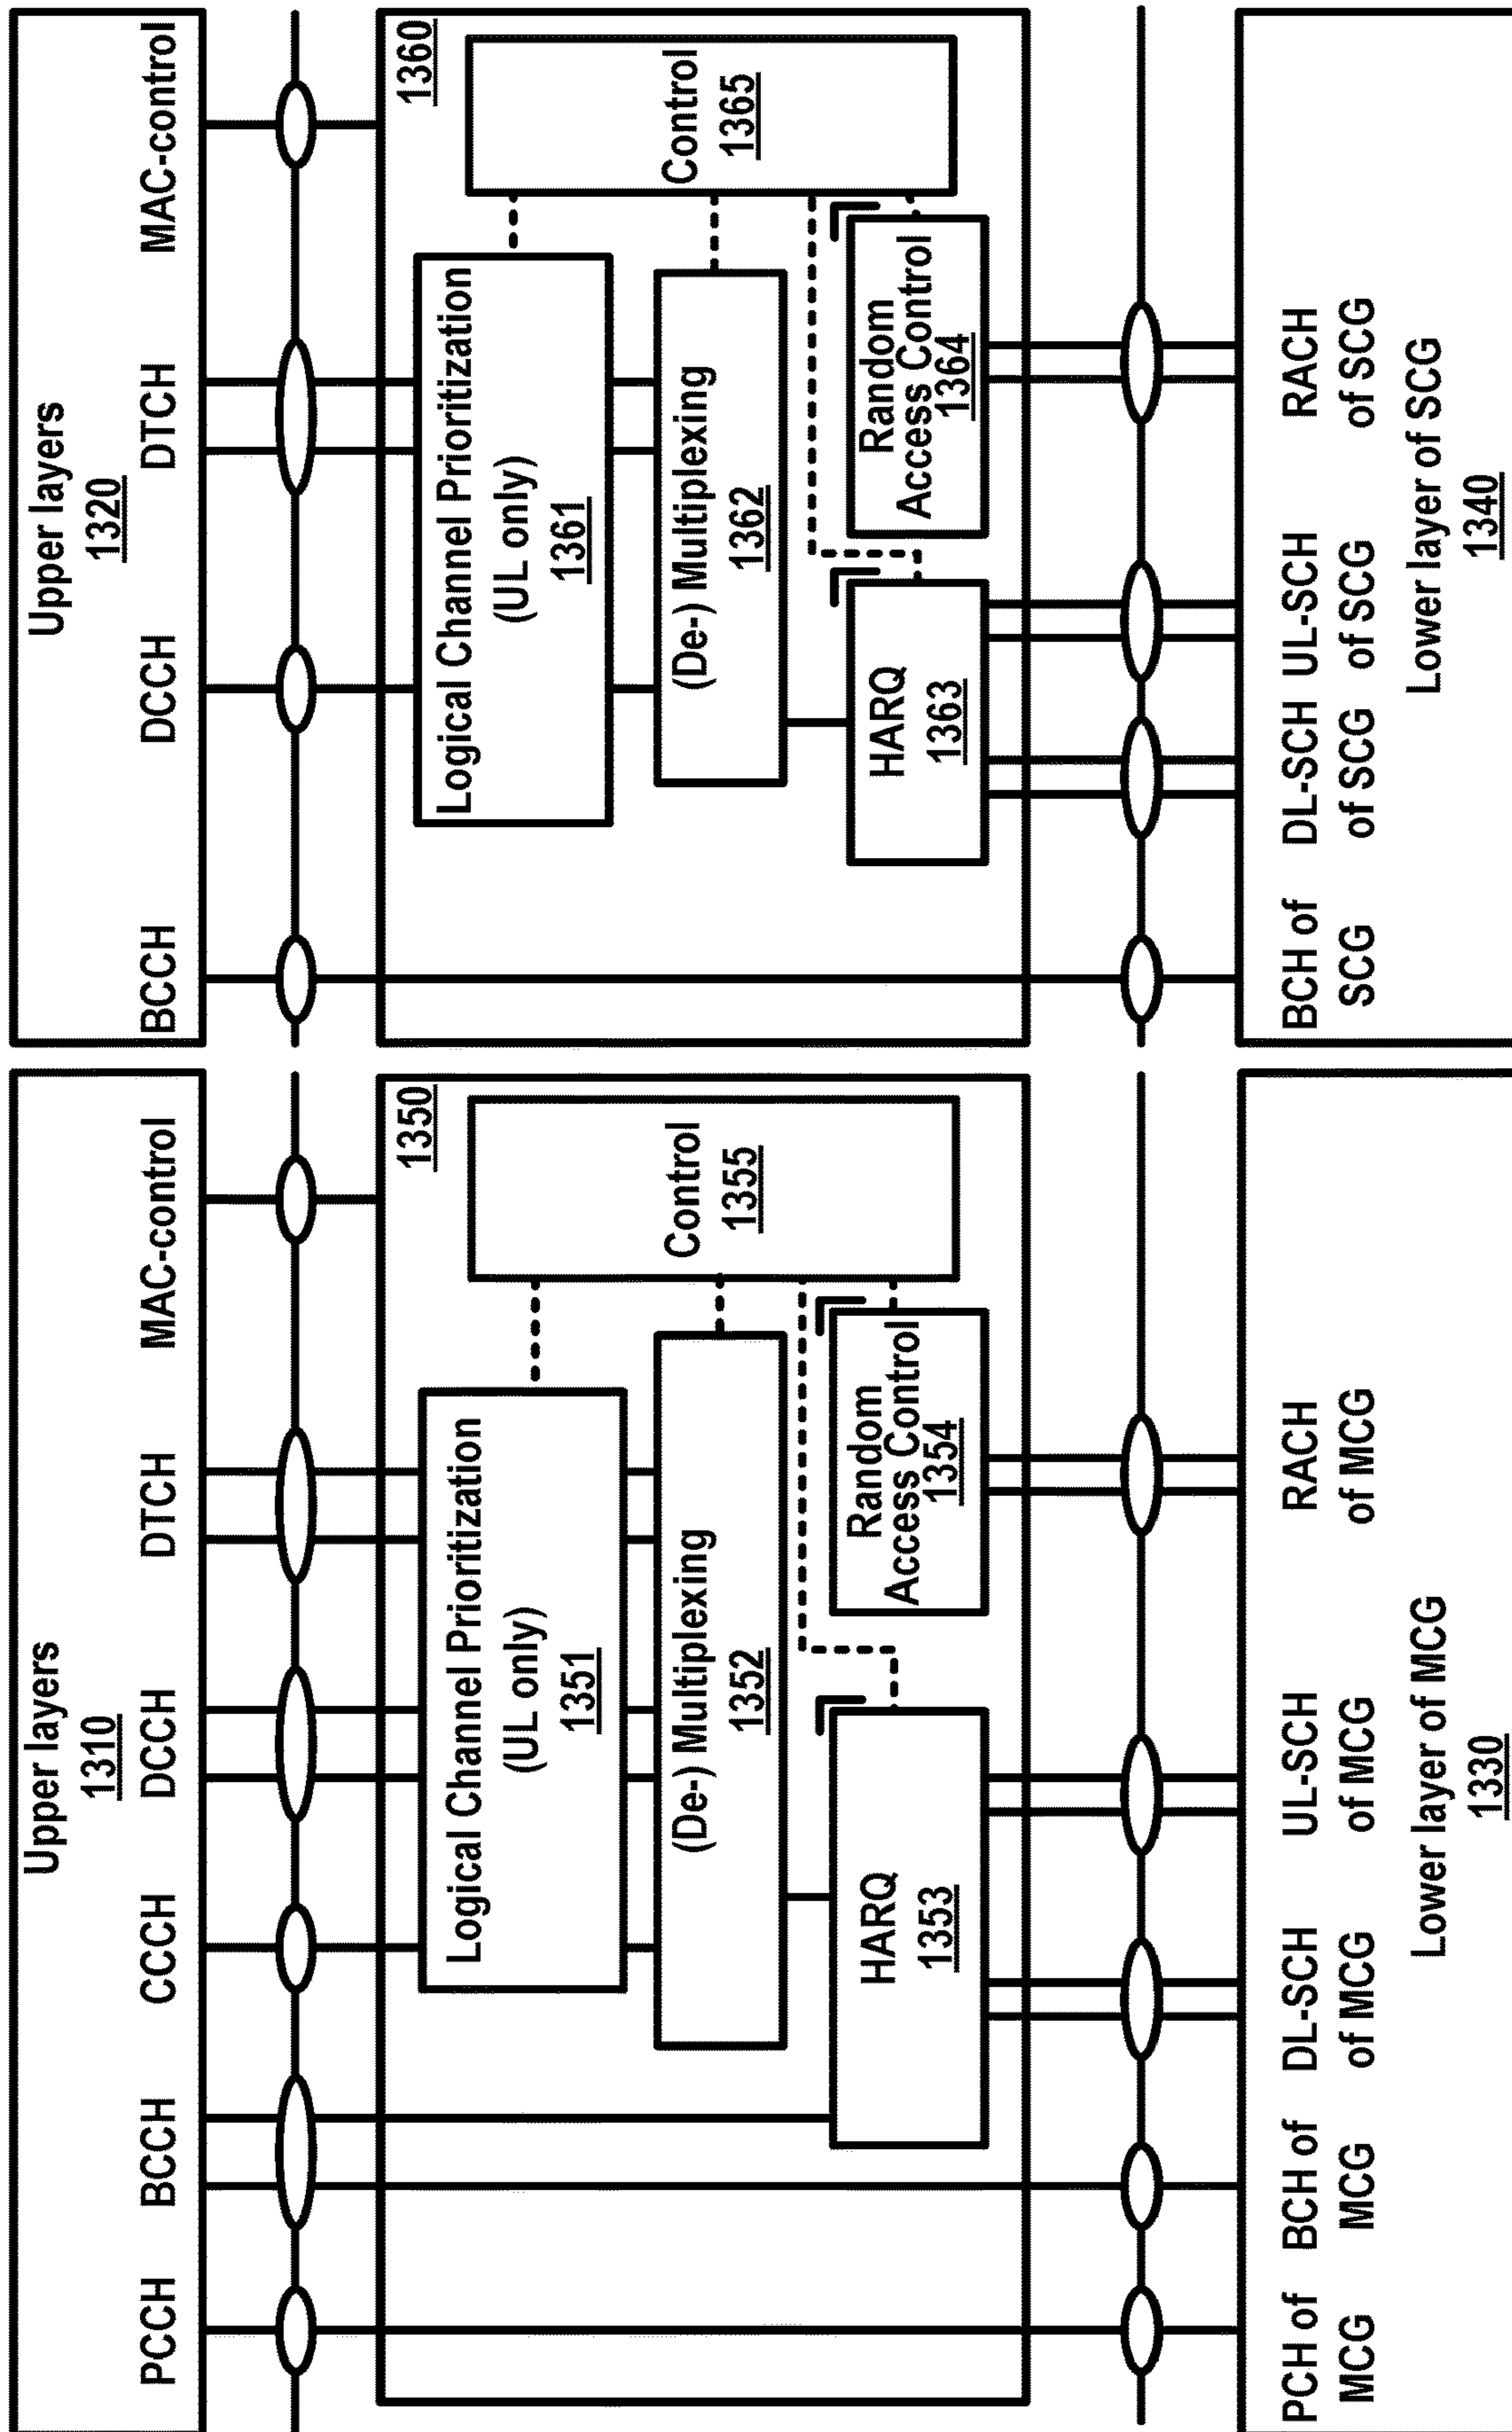 Upper layers
1310
PCCH
BCCH
CCCH
DCCH
DTCH
MAC-control
1350
Logical Channel Prioritization
(UL only)
1351
(De-) Multiplexing
1352
HARQ
1353
Random
Access Control
1354
Control
1355
PCH of
MCG
BCH of
MCG
DL-SCH
of MCG
UL-SCH
of MCG
RACH
of MCG
Lower layer of MCG
1330
Upper layers
1320
BCCH
DCCH
DTCH
MAC-control
1360
Logical Channel Prioritization
(UL only)
1361
(De-) Multiplexing
1362
HARQ
1363
Random
Access Control
1364
Control
1365
BCH of
SCG
DL-SCH
of SCG
UL-SCH
of SCG
RACH
of SCG
Lower layer of SCG
1340